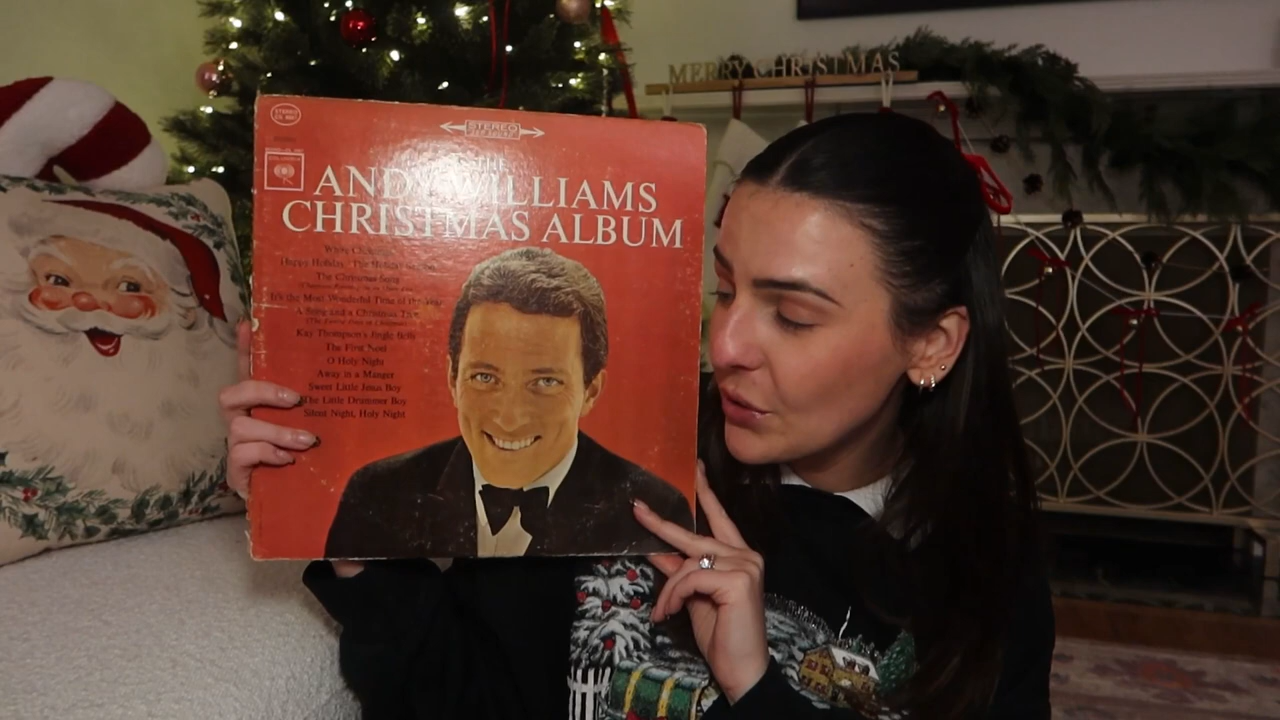 MERRY CHRISTMAS
STEREO
STEREO
THE
ANDY WILLIAMS
CHRISTMAS ALBUM
White Christmas
Happy Holiday / The Holiday Season
The Christmas Song
It's the Most Wonderful Time of the Year
A Song and a Christmas Tree
Kay Thompson's Jingle Bells
The First Noel
O Holy Night
Away in a Manger
Sweet Little Jesus Boy
The Little Drummer Boy
Silent Night, Holy Night